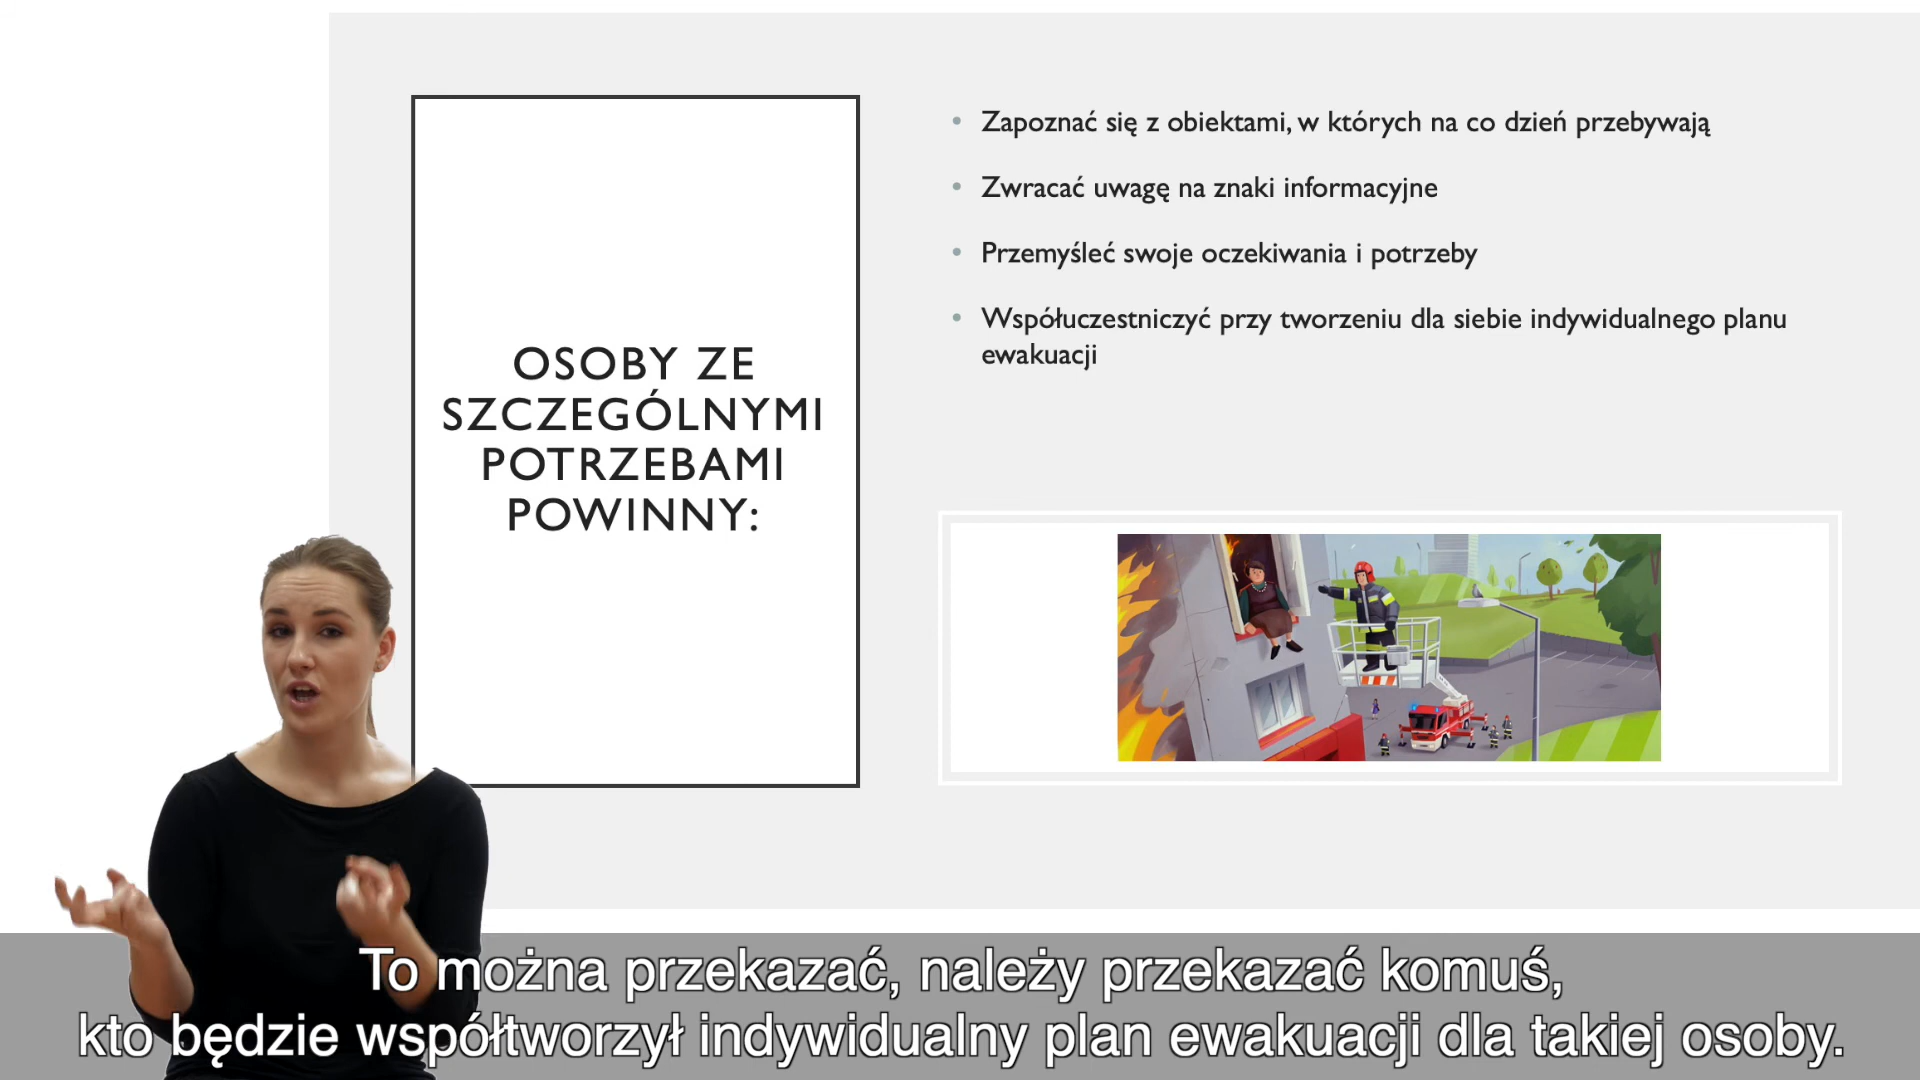 OSOBY ZE
SZCZEGÓLNYMI
POTRZEBAMI
POWINNY:
• Zapoznać się z obiektami, w których na co dzień przebywają
• Zwracać uwagę na znaki informacyjne
• Przemyśleć swoje oczekiwania i potrzeby
• Współuczestniczyć przy tworzeniu dla siebie indywidualnego planu
ewakuacji
To można przekazać, należy przekazać komuś,
kto będzie współtworzył indywidualny plan ewakuacji dla takiej osoby.